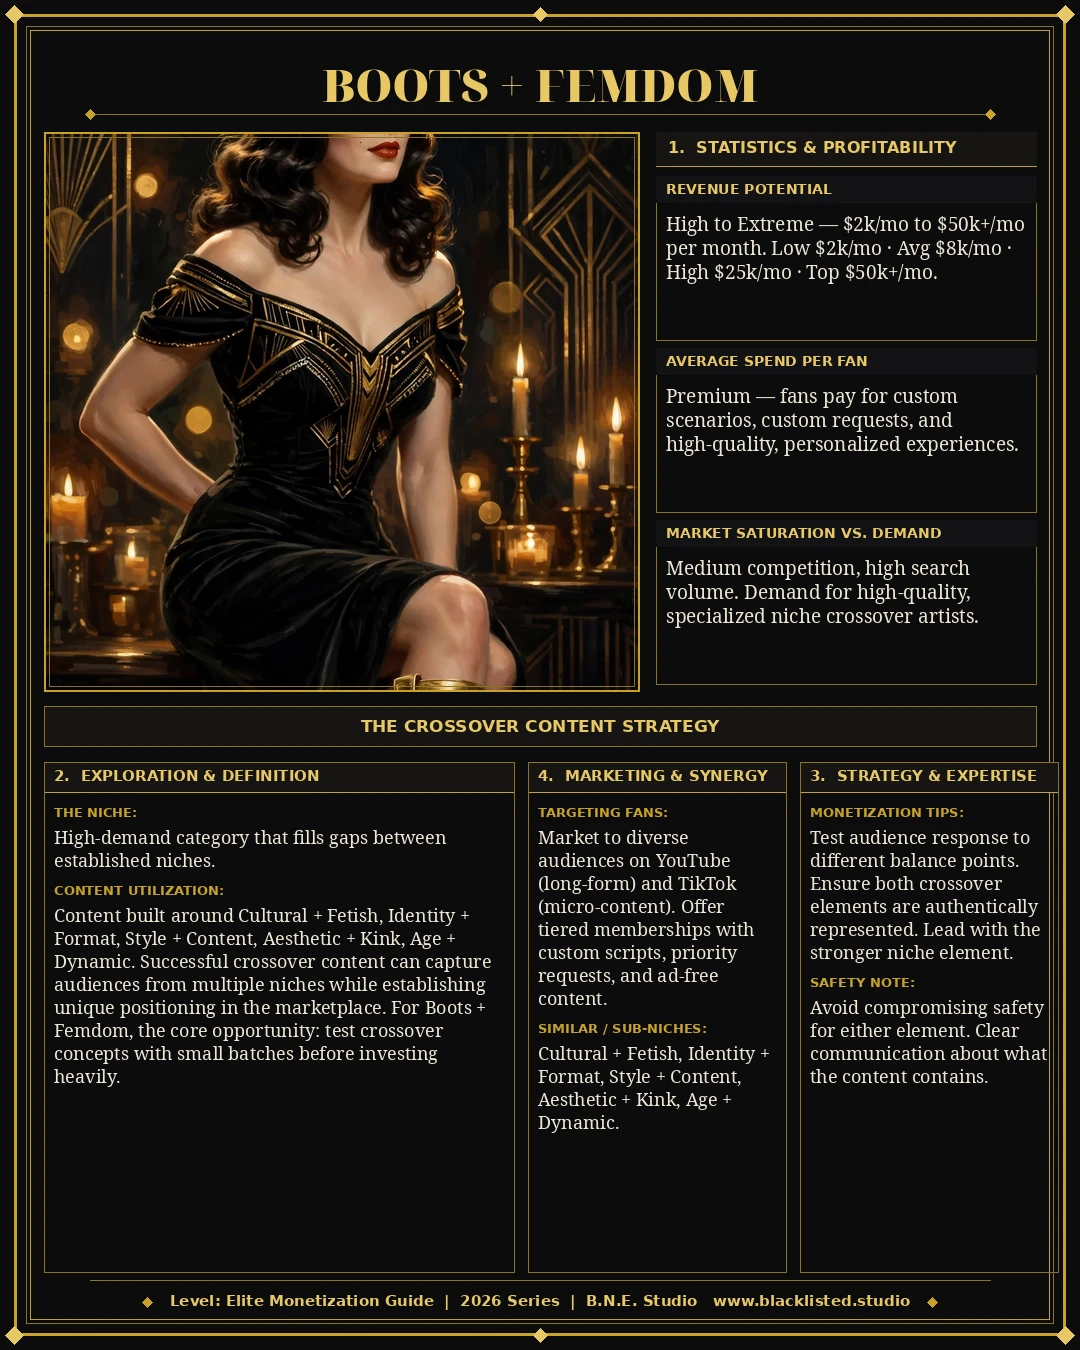 BOOTS + FEMDOM
1. STATISTICS & PROFITABILITY
REVENUE POTENTIAL
High to Extreme — $2k/mo to $50k+/mo
per month. Low $2k/mo · Avg $8k/mo ·
High $25k/mo · Top $50k+/mo.
AVERAGE SPEND PER FAN
Premium — fans pay for custom
scenarios, custom requests, and
high-quality, personalized experiences.
MARKET SATURATION VS. DEMAND
Medium competition, high search
volume. Demand for high-quality,
specialized niche crossover artists.
THE CROSSOVER CONTENT STRATEGY
2. EXPLORATION & DEFINITION
THE NICHE:
High-demand category that fills gaps between
established niches.
CONTENT UTILIZATION:
Content built around Cultural + Fetish, Identity +
Format, Style + Content, Aesthetic + Kink, Age +
Dynamic. Successful crossover content can capture
audiences from multiple niches while establishing
unique positioning in the marketplace. For Boots +
Femdom, the core opportunity: test crossover
concepts with small batches before investing
heavily.
4. MARKETING & SYNERGY
TARGETING FANS:
Market to diverse
audiences on YouTube
(long-form) and TikTok
(micro-content). Offer
tiered memberships with
custom scripts, priority
requests, and ad-free
content.
SIMILAR / SUB-NICHES:
Cultural + Fetish, Identity +
Format, Style + Content,
Aesthetic + Kink, Age +
Dynamic.
3. STRATEGY & EXPERTISE
MONETIZATION TIPS:
Test audience response to
different balance points.
Ensure both crossover
elements are authentically
represented. Lead with the
stronger niche element.
SAFETY NOTE:
Avoid compromising safety
for either element. Clear
communication about what
the content contains.
Level: Elite Monetization Guide | 2026 Series | B.N.E. Studio www.blacklisted.studio